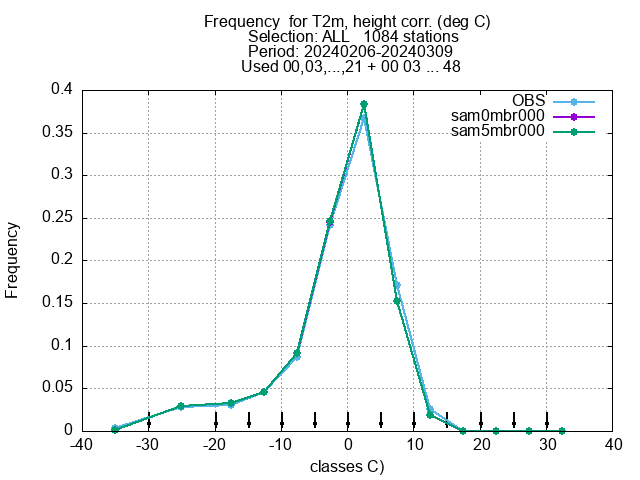 Frequency  for T2m, height corr. (deg C)
Selection: ALL   1084 stations
Period: 20240206-20240309
Used 00,03,...,21 + 00 03 ... 48
OBS
sam0mbr000
sam5mbr000
0.4
0.35
0.3
0.25
0.2
0.15
0.1
0.05
0
Frequency
-40 -30 -20 -10 0 10 20 30 40
classes C)